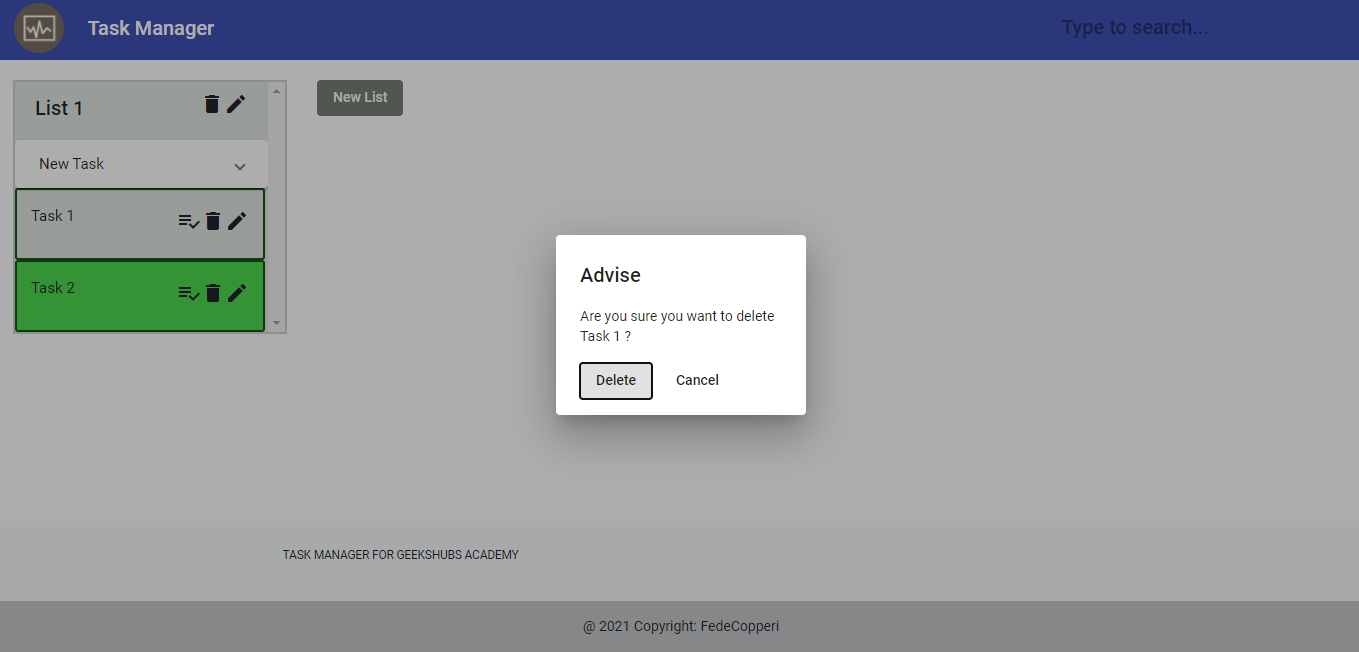 Task Manager
Type to search...
List 1
New List
New Task
Task 1
Task 2
Advise
Are you sure you want to delete
Task 1 ?
Delete
Cancel
TASK MANAGER FOR GEEKSHUBS ACADEMY
@ 2021 Copyright: FedeCopperi